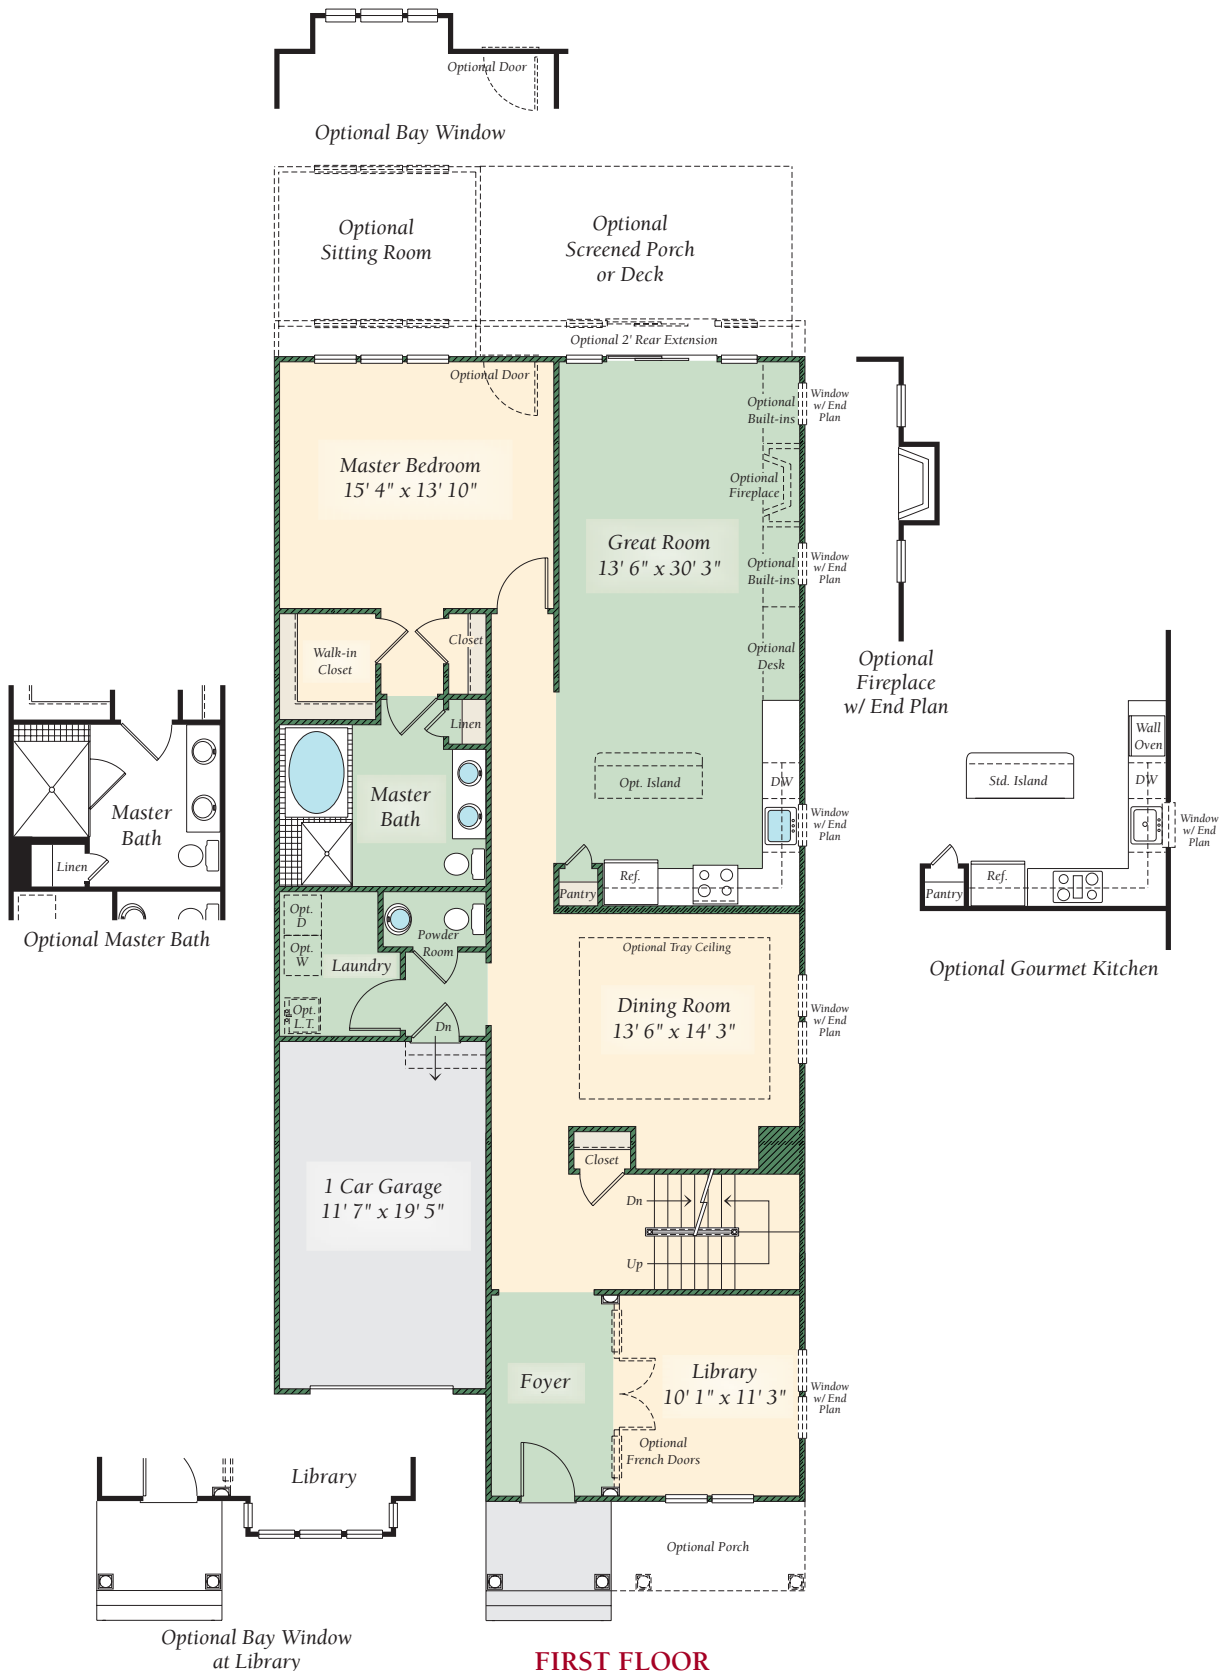 Optional Door
Optional Bay Window
Optional
Sitting Room
Optional
Screened Porch
or Deck
Optional 2' Rear Extension
Optional Door
Optional
Built-ins
Window
w/ End
Plan
Master Bedroom
15' 4" x 13' 10"
Optional
Fireplace
Great Room
13' 6" x 30' 3"
Optional
Built-ins
Window
w/ End
Plan
Walk-in
Closet
Closet
Optional
Desk
Optional
Fireplace
w/ End Plan
Linen
Wall
Oven
Master
Bath
Opt. Island
DW
Std. Island
DW
Master
Bath
Window
w/ End
Plan
Window
w/ End
Plan
Linen
Pantry
Ref.
Pantry
Ref.
Optional Master Bath
Opt.
D
Opt.
W
Powder
Room
Laundry
Optional Tray Ceiling
Optional Gourmet Kitchen
Opt.
L.T.
Dn
Dining Room
13' 6" x 14' 3"
Window
w/ End
Plan
Closet
1 Car Garage
11' 7" x 19' 5"
Dn
Up
Foyer
Library
10' 1" x 11' 3"
Window
w/ End
Plan
Optional
French Doors
Library
Optional Porch
Optional Bay Window
at Library
FIRST FLOOR